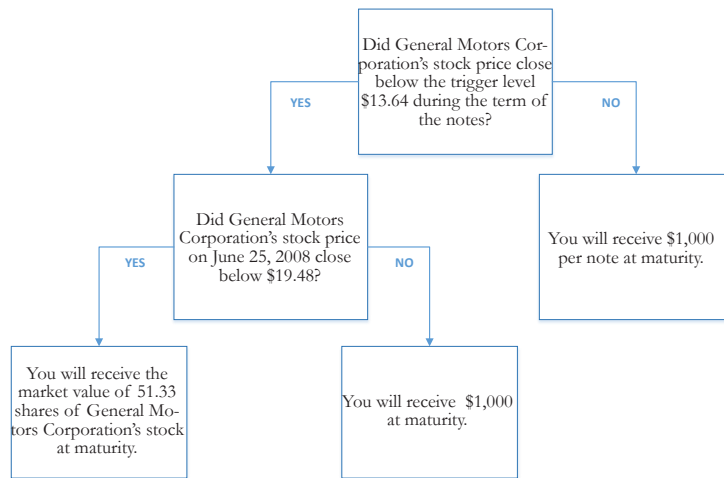 Did General Motors Cor-
poration's stock price close
below the trigger level
$13.64 during the term of
the notes?
YES
NO
Did General Motors
Corporation's stock price
on June 25, 2008 close
below $19.48?
You will receive $1,000
per note at maturity.
YES
NO
You will receive the
market value of 51.33
shares of General Mo-
tors Corporation's stock
at maturity.
You will receive $1,000
at maturity.